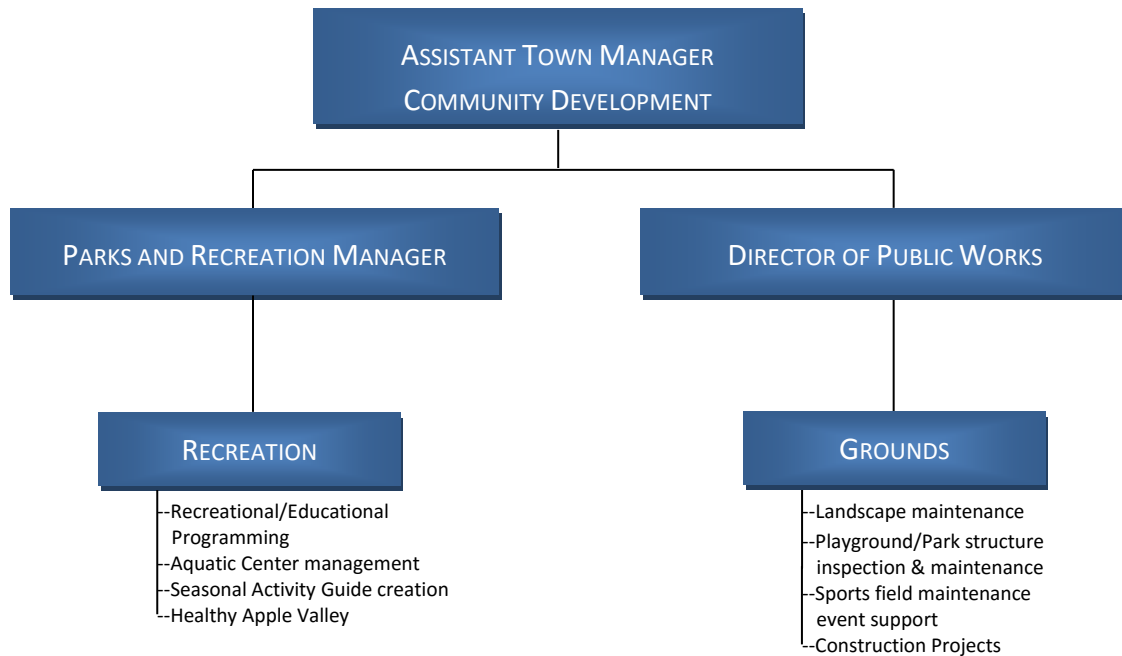 ASSISTANT TOWN MANAGER
COMMUNITY DEVELOPMENT
PARKS AND RECREATION MANAGER
DIRECTOR OF PUBLIC WORKS
RECREATION
--Recreational/Educational
Programming
--Aquatic Center management
--Seasonal Activity Guide creation
--Healthy Apple Valley
GROUNDS
--Landscape maintenance
--Playground/Park structure
inspection & maintenance
--Sports field maintenance
event support
--Construction Projects